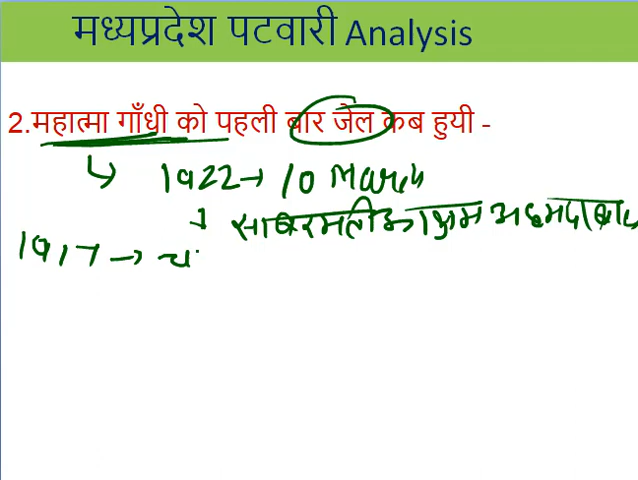 मध्यप्रदेश पटवारी Analysis
2.महात्मा गाँधी को पहली बार जेल कब हुयी -
1922 → 10 March
साबरमती आश्रम अहमदाबाद
1917 → च